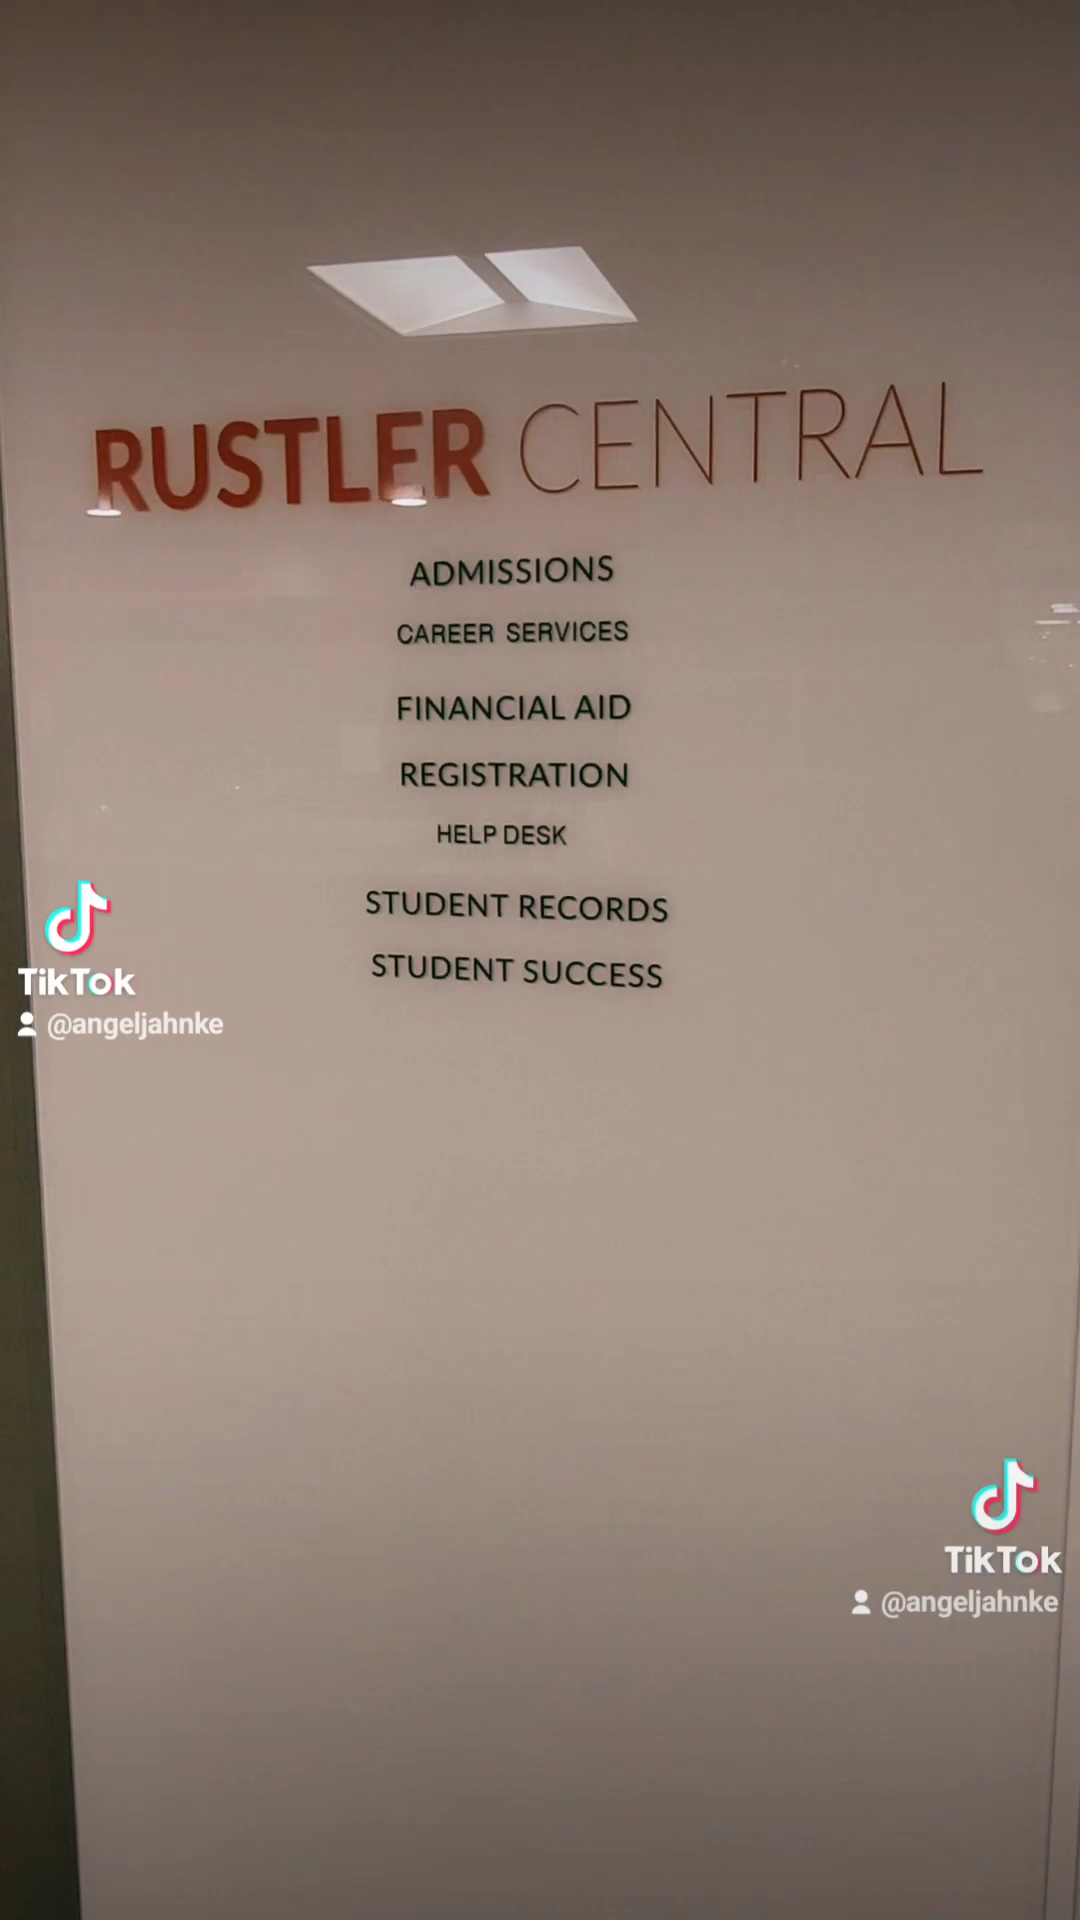 RUSTLER CENTRAL
ADMISSIONS
CAREER SERVICES
FINANCIAL AID
REGISTRATION
HELP DESK
STUDENT RECORDS
STUDENT SUCCESS
TikTok
@angeljahnke
TikTok
@angeljahnke